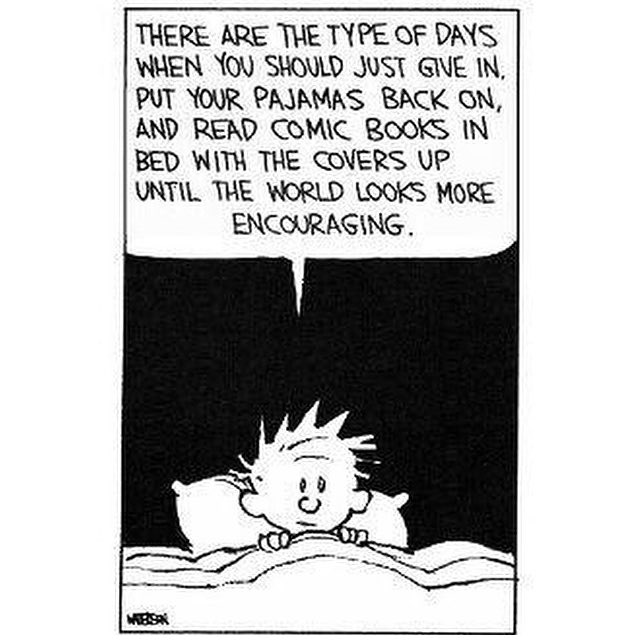 THERE ARE THE TYPE OF DAYS
WHEN YOU SHOULD JUST GIVE IN,
PUT YOUR PAJAMAS BACK ON,
AND READ COMIC BOOKS IN
BED WITH THE COVERS UP
UNTIL THE WORLD LOOKS MORE
ENCOURAGING.